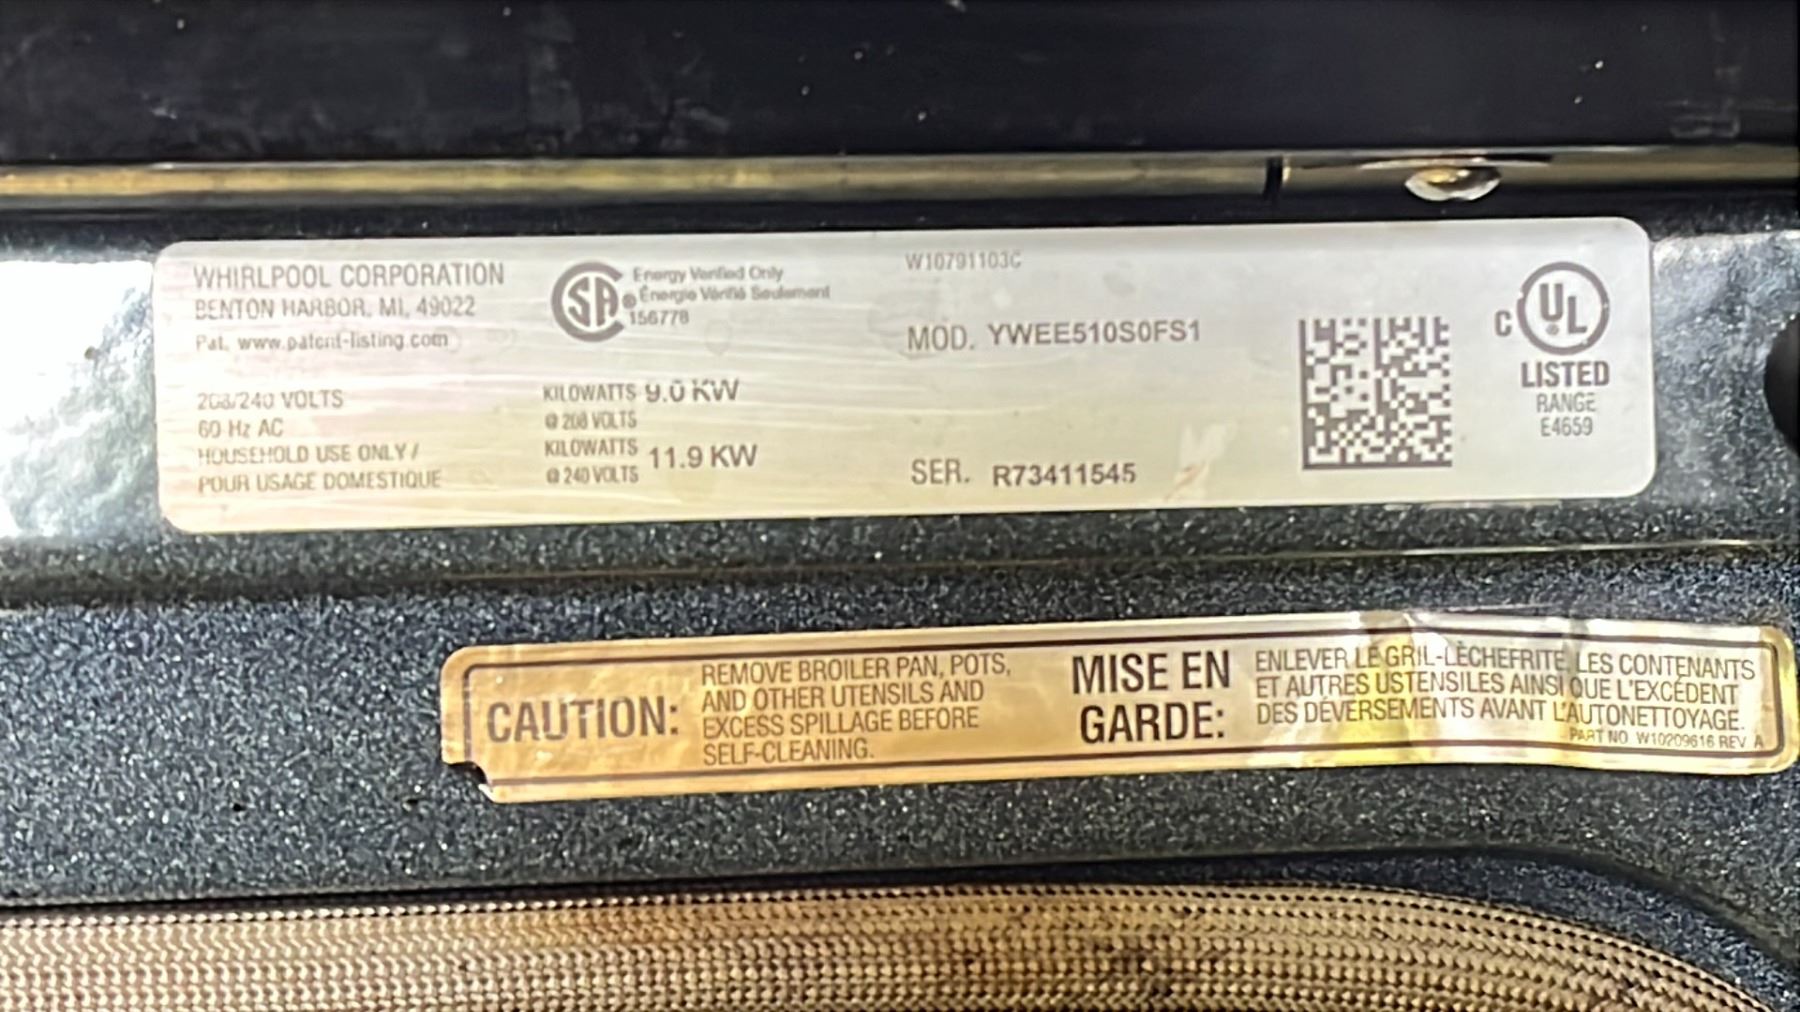 WHIRLPOOL CORPORATION
BENTON HARBOR, MI, 49022
Pat. www.patent-listing.com
208/240 VOLTS
60 Hz AC
HOUSEHOLD USE ONLY /
POUR USAGE DOMESTIQUE
SA®
Energy Verified Only
Énergie Vérifié Seulement
156778
KILOWATTS 9.0 KW
@ 208 VOLTS
KILOWATTS 11.9 KW
@ 240 VOLTS
W10791103C
MOD. YWEE510S0FS1
SER. R73411545
C UL
LISTED
RANGE
E4659
CAUTION:
REMOVE BROILER PAN, POTS,
AND OTHER UTENSILS AND
EXCESS SPILLAGE BEFORE
SELF-CLEANING.
MISE EN
GARDE:
ENLEVER LE GRIL-LÈCHEFRITE, LES CONTENANTS
ET AUTRES USTENSILES AINSI QUE L'EXCÉDENT
DES DÉVERSEMENTS AVANT L'AUTONETTOYAGE.
PART NO. W10209616 REV A